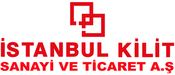 İSTANBUL KİLİT
SANAYİ VE TİCARET A.Ş